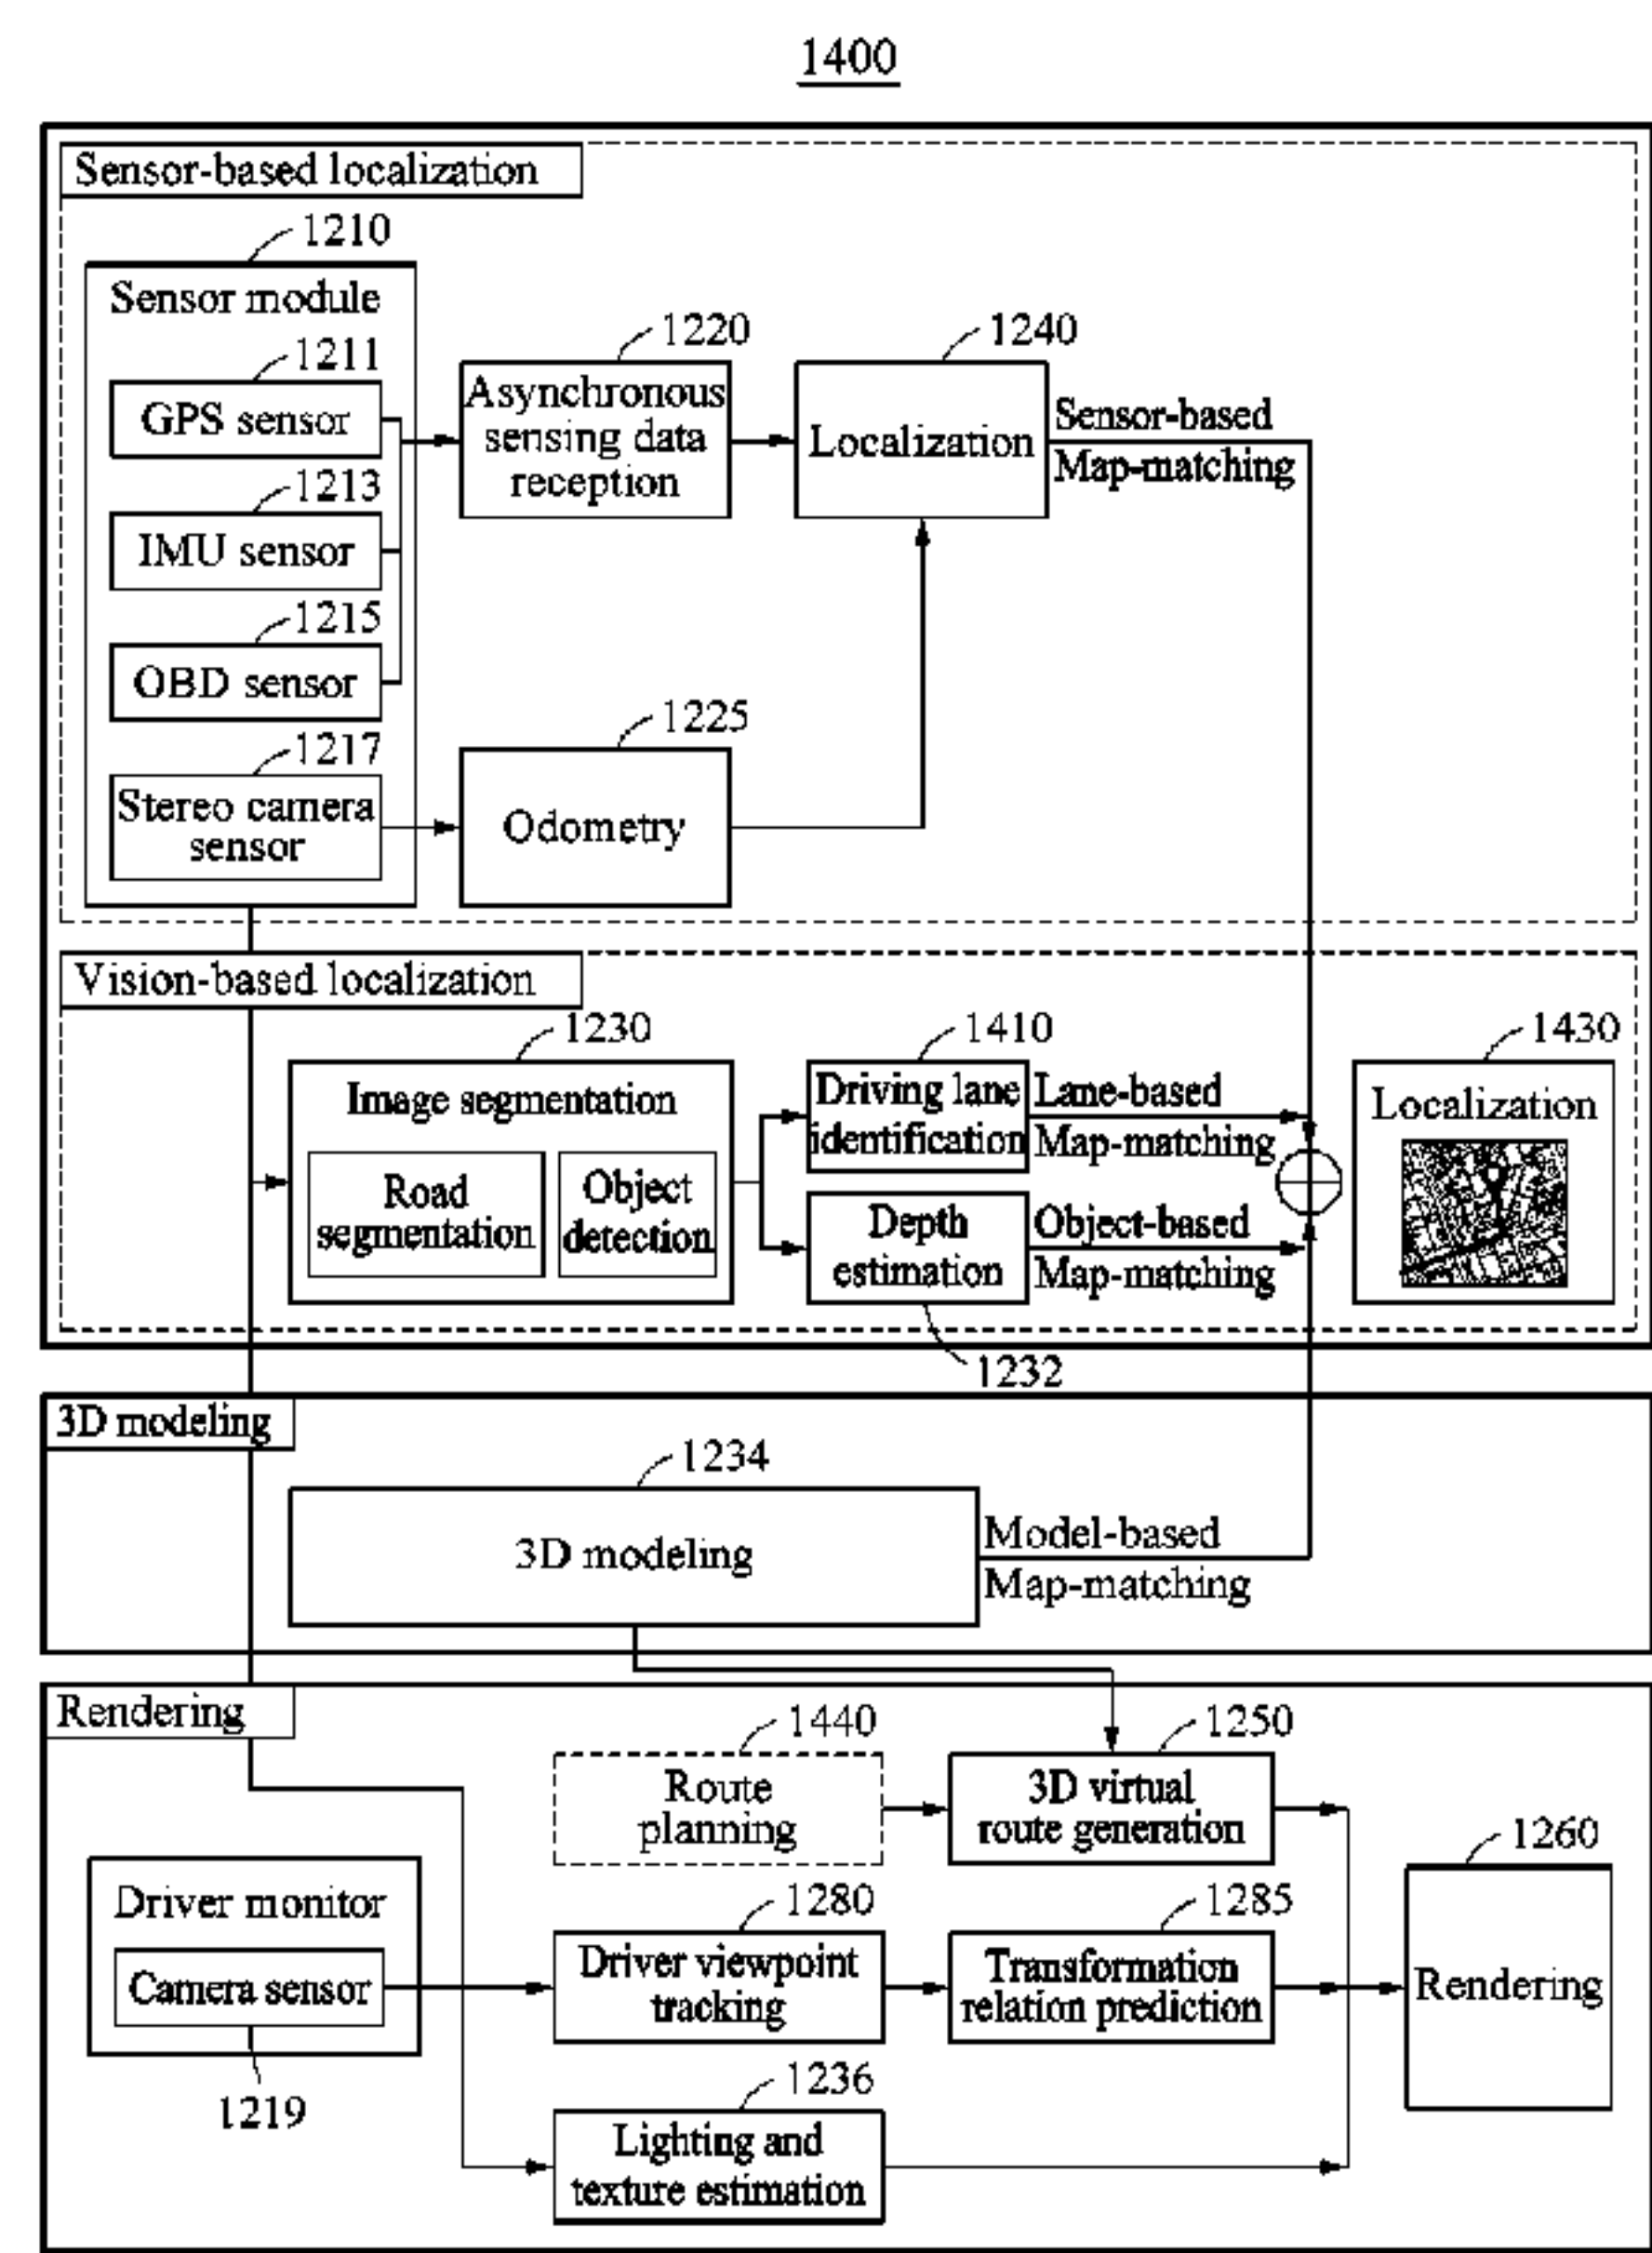 1400
Sensor-based localization
1210
Sensor module
1211
GPS sensor
1213
IMU sensor
1215
OBD sensor
1217
Stereo camera
sensor
1220
Asynchronous
sensing data
reception
1240
Localization
Sensor-based
Map-matching
1225
Odometry
Vision-based localization
1230
Image segmentation
Road
segmentation
Object
detection
1410
Driving lane
identification
Lane-based
Map-matching
Depth
estimation
1232
Object-based
Map-matching
1430
Localization
3D modeling
1234
3D modeling
Model-based
Map-matching
Rendering
1440
Route
planning
1250
3D virtual
route generation
Driver monitor
Camera sensor
1219
1280
Driver viewpoint
tracking
1285
Transformation
relation prediction
1236
Lighting and
texture estimation
1260
Rendering